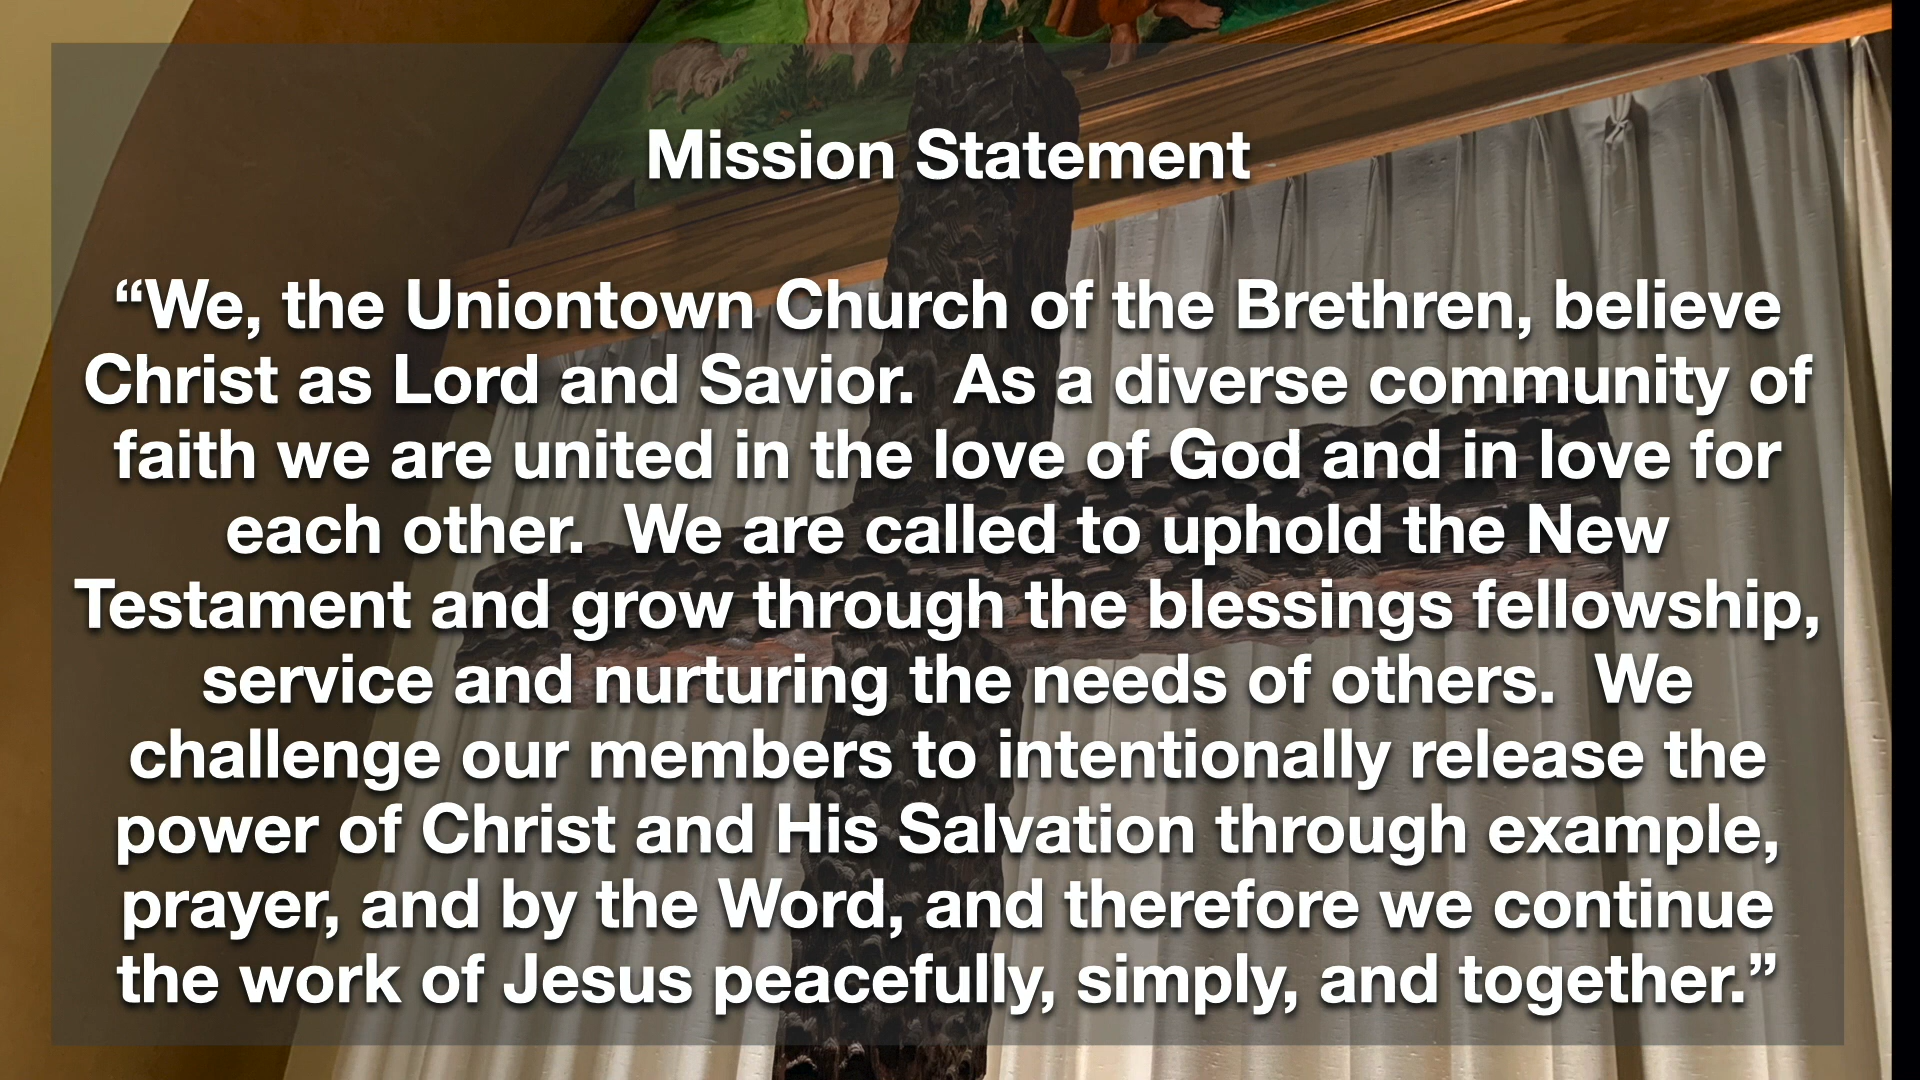 Mission Statement
“We, the Uniontown Church of the Brethren, believe
Christ as Lord and Savior.  As a diverse community of
faith we are united in the love of God and in love for
each other.  We are called to uphold the New
Testament and grow through the blessings fellowship,
service and nurturing the needs of others.  We
challenge our members to intentionally release the
power of Christ and His Salvation through example,
prayer, and by the Word, and therefore we continue
the work of Jesus peacefully, simply, and together.”